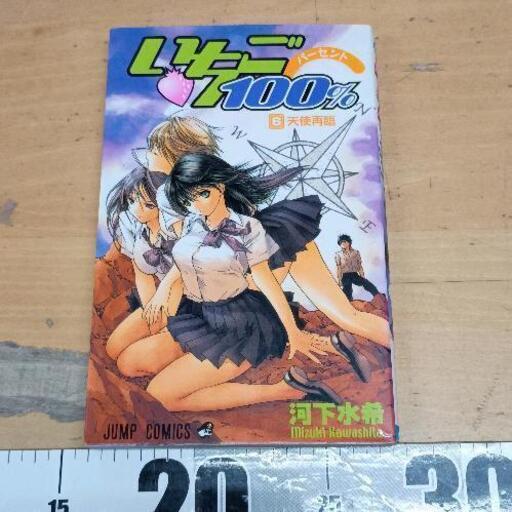 いちご
パーセント
100%
6 天使再臨
N
W
E
河下水希
Mizuki Kawashita
JUMP COMICS
15 20 25 30